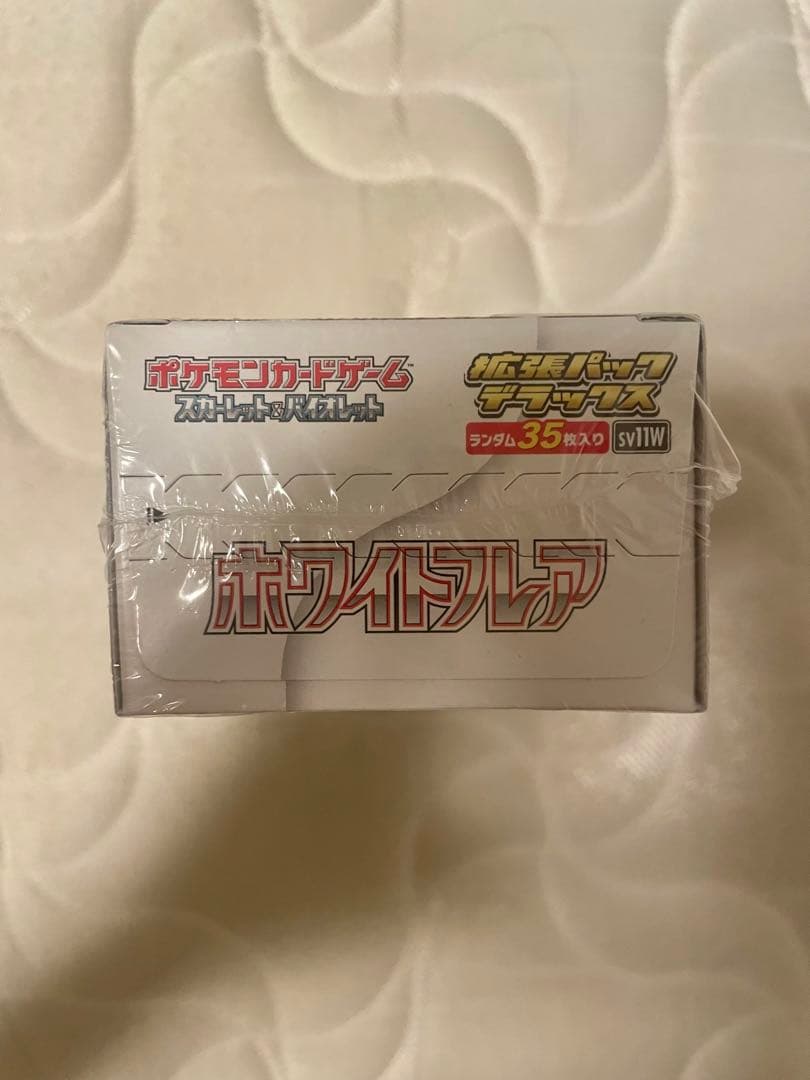 ポケモンカードゲーム™
スカーレット&バイオレット
拡張パック
デラックス
ランダム35枚入り
sv11W
ホワイトフレア